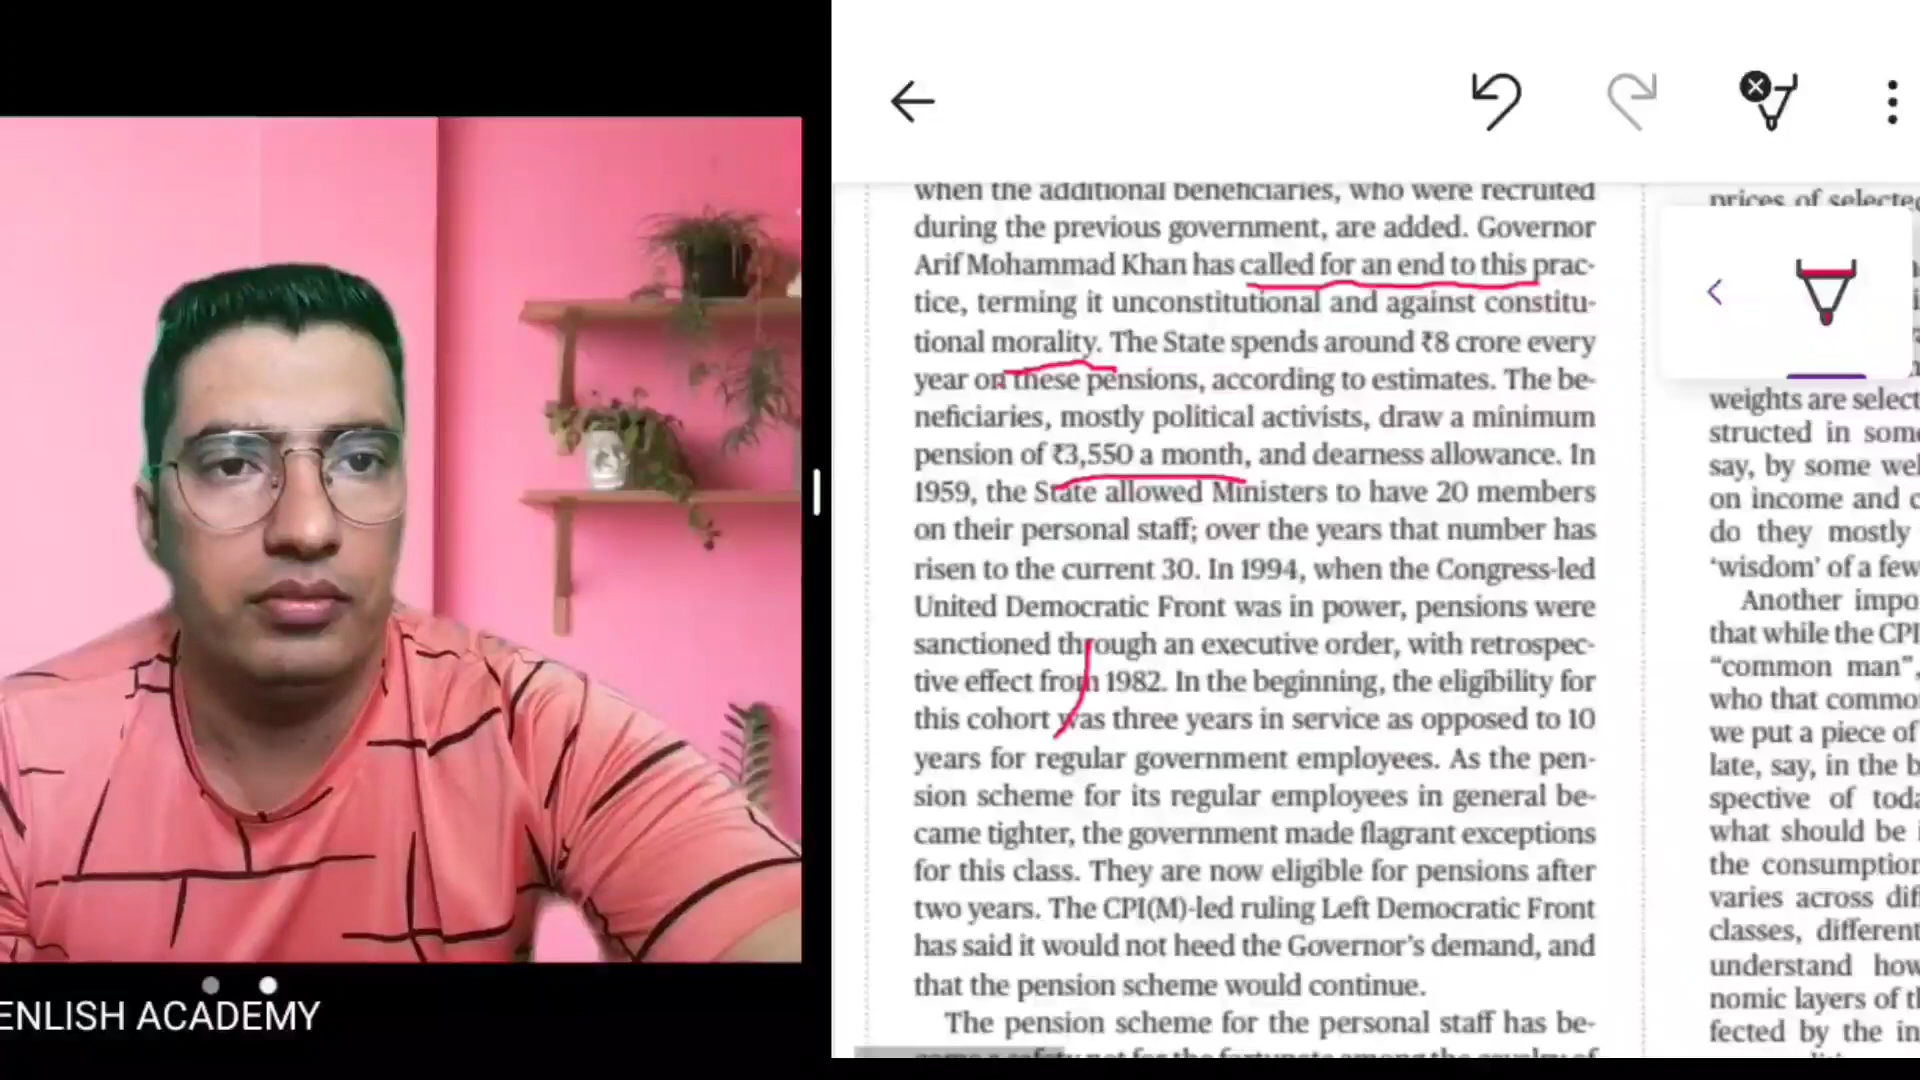 when the additional beneficiaries, who were recruited
during the previous government, are added. Governor
Arif Mohammad Khan has called for an end to this prac-
tice, terming it unconstitutional and against constitu-
tional morality. The State spends around ₹8 crore every
year on these pensions, according to estimates. The be-
neficiaries, mostly political activists, draw a minimum
pension of ₹3,550 a month, and dearness allowance. In
1959, the State allowed Ministers to have 20 members
on their personal staff; over the years that number has
risen to the current 30. In 1994, when the Congress-led
United Democratic Front was in power, pensions were
sanctioned through an executive order, with retrospec-
tive effect from 1982. In the beginning, the eligibility for
this cohort was three years in service as opposed to 10
years for regular government employees. As the pen-
sion scheme for its regular employees in general be-
came tighter, the government made flagrant exceptions
for this class. They are now eligible for pensions after
two years. The CPI(M)-led ruling Left Democratic Front
has said it would not heed the Governor's demand, and
that the pension scheme would continue.
The pension scheme for the personal staff has be-
prices of selected
weights are select
structed in som
say, by some wel
on income and c
do they mostly
'wisdom' of a few
Another impo
that while the CPI
"common man",
who that commo
we put a piece of
late, say, in the b
spective of toda
what should be i
the consumption
varies across dif
classes, different
understand how
nomic layers of t
fected by the in
ENLISH ACADEMY